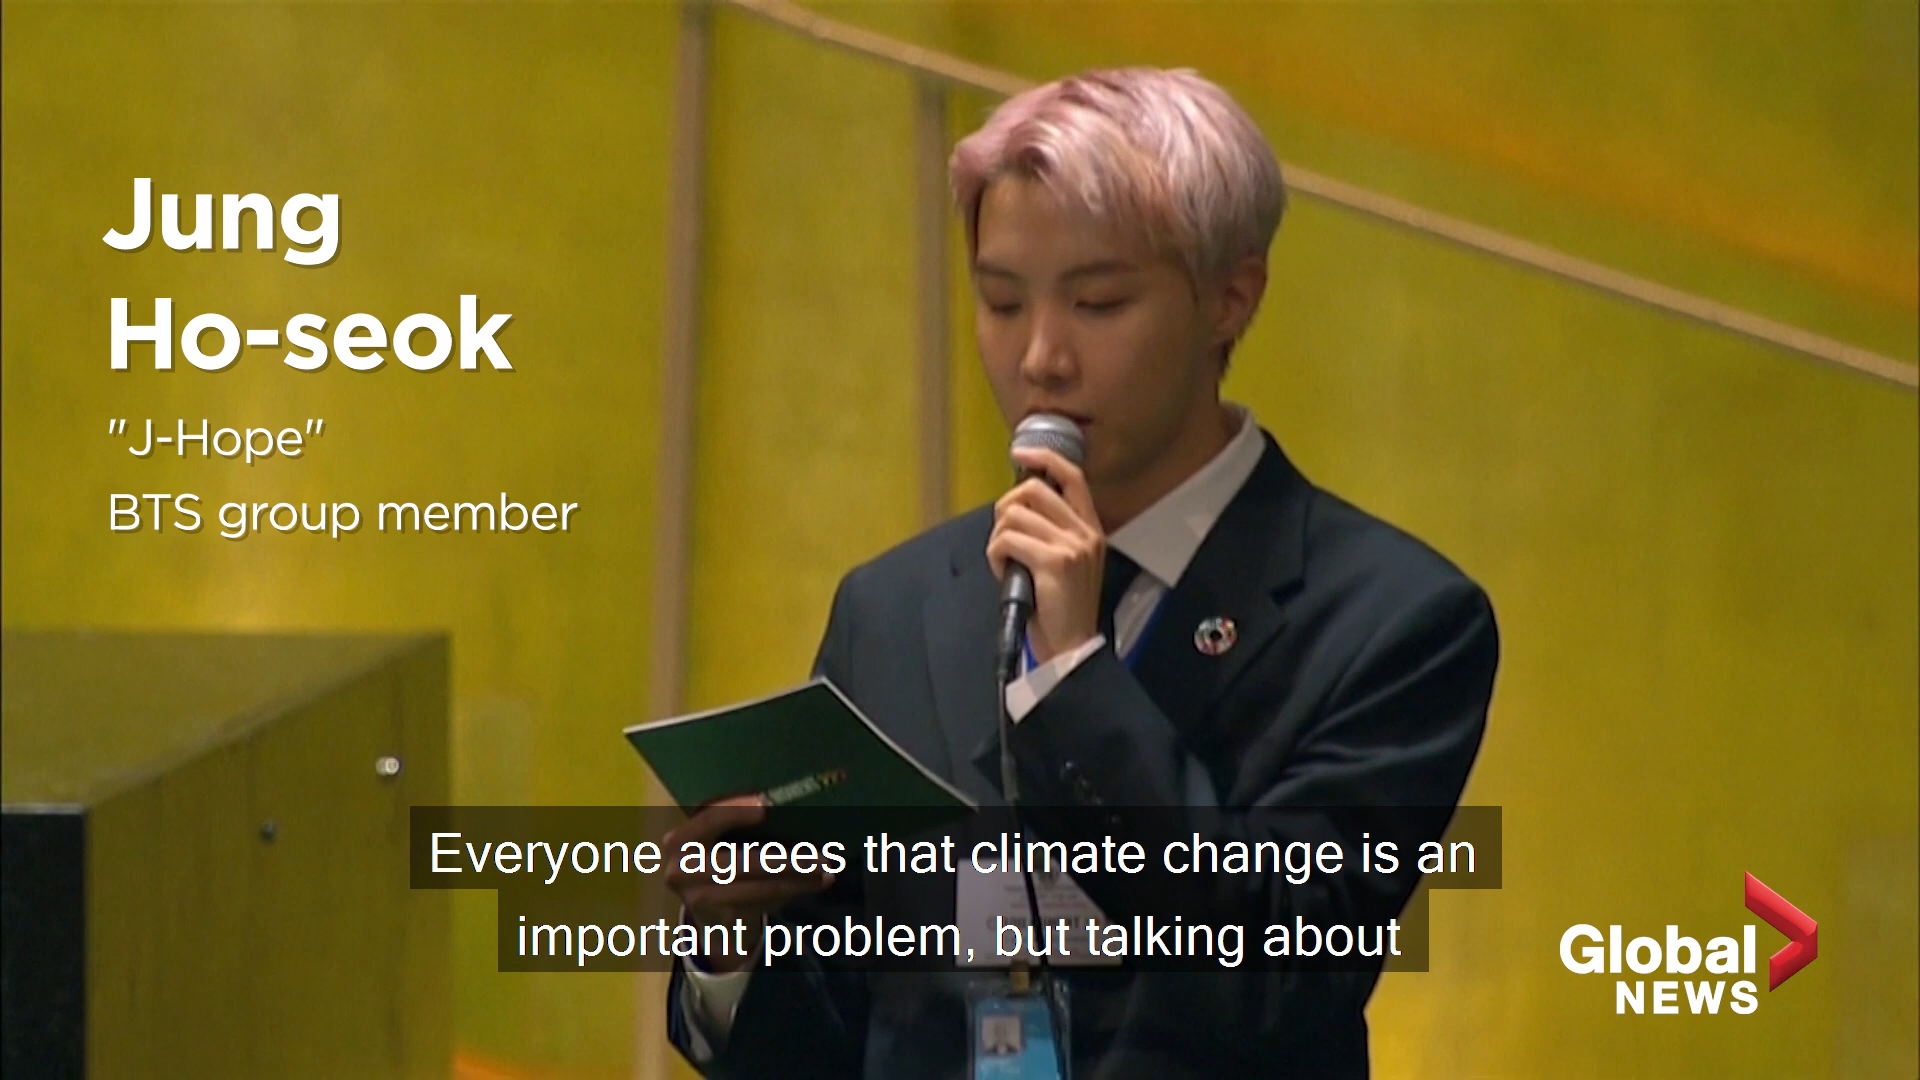 Jung
Ho-seok
"J-Hope"
BTS group member
Everyone agrees that climate change is an
important problem, but talking about
Global
NEWS